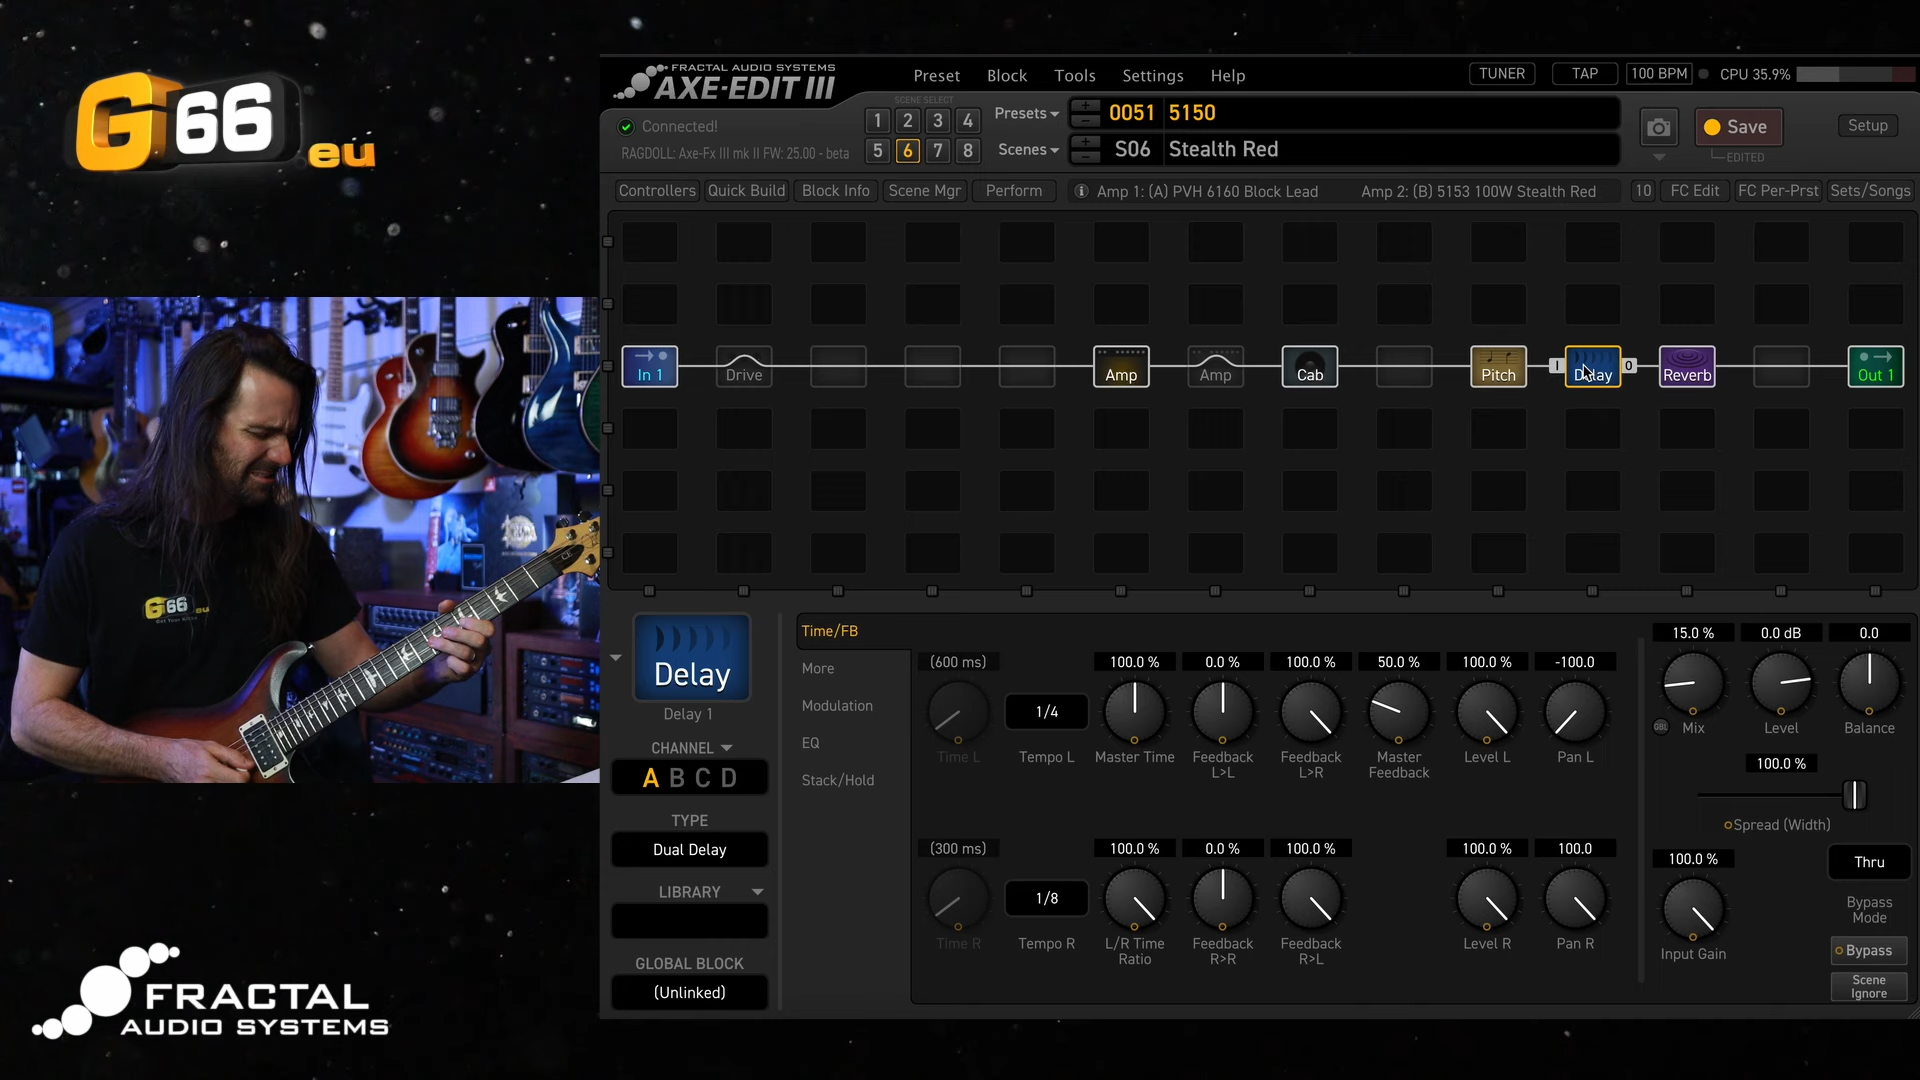 G66
.eu
FRACTAL AUDIO SYSTEMS
AXE-EDIT III
Preset Block Tools Settings Help
TUNER TAP 100 BPM CPU 35.9%
Connected!
RAGDOLL: Axe-Fx III mk II FW: 25.00 - beta
SCENE SELECT
1 2 3 4
5 6 7 8
Presets 0051 5150
Scenes S06 Stealth Red
Save
EDITED
Setup
Controllers Quick Build Block Info Scene Mgr Perform
Amp 1: (A) PVH 6160 Block Lead Amp 2: (B) 5153 100W Stealth Red
10 FC Edit FC Per-Prst Sets/Songs
In 1 Drive Amp Amp Cab Pitch I Delay O Reverb Out 1
G66.eu
CE
Delay
Delay 1
CHANNEL
A B C D
TYPE
Dual Delay
LIBRARY
GLOBAL BLOCK
(Unlinked)
Time/FB
More
Modulation
EQ
Stack/Hold
(600 ms) 100.0 % 0.0 % 100.0 % 50.0 % 100.0 % -100.0
1/4
Time L Tempo L Master Time Feedback L>L Feedback L>R Master Feedback Level L Pan L
(300 ms) 100.0 % 0.0 % 100.0 % 100.0 % 100.0
1/8
Time R Tempo R L/R Time Ratio Feedback R>R Feedback R>L Level R Pan R
15.0 % 0.0 dB 0.0
GBL
Mix Level Balance
100.0 %
Spread (Width)
100.0 %
Input Gain
Thru
Bypass Mode
Bypass
Scene Ignore
FRACTAL
AUDIO SYSTEMS